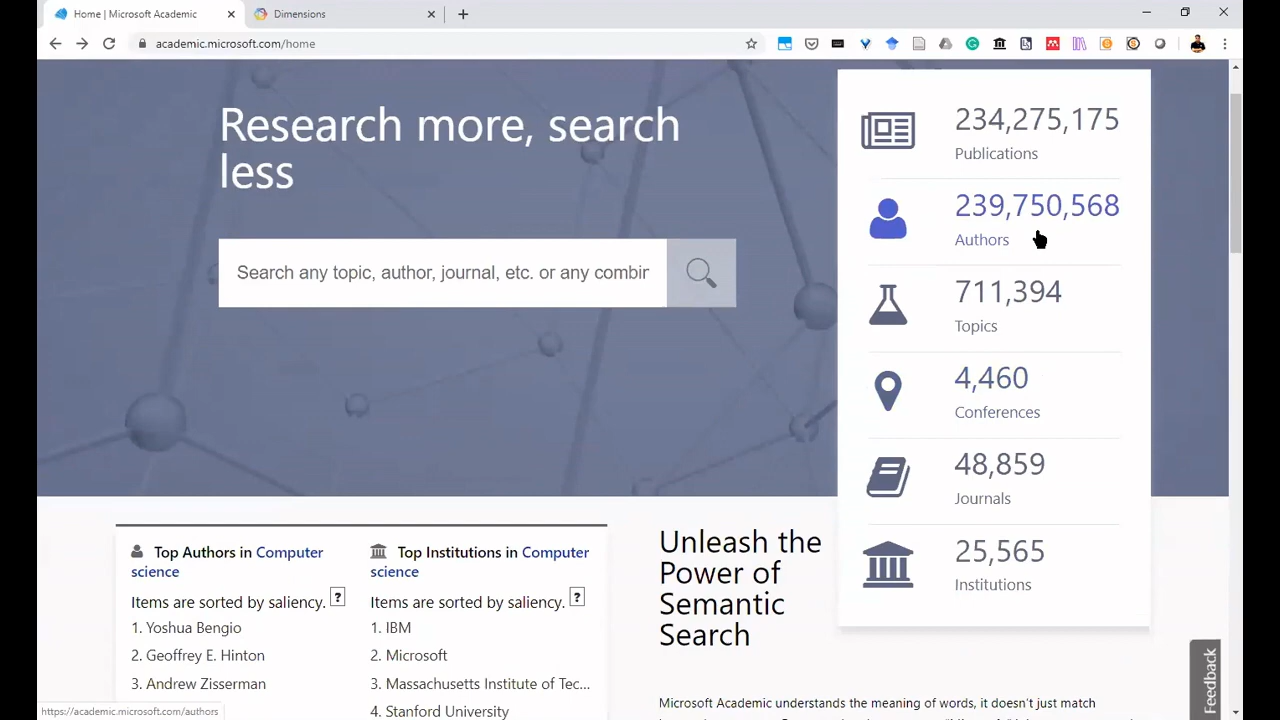 Home | Microsoft Academic
Dimensions
academic.microsoft.com/home
Research more, search
less
Search any topic, author, journal, etc. or any combir
234,275,175
Publications
239,750,568
Authors
711,394
Topics
4,460
Conferences
48,859
Journals
25,565
Institutions
Top Authors in Computer
science
Items are sorted by saliency. ?
1. Yoshua Bengio
2. Geoffrey E. Hinton
3. Andrew Zisserman
Top Institutions in Computer
science
Items are sorted by saliency. ?
1. IBM
2. Microsoft
3. Massachusetts Institute of Tec...
4. Stanford University
Unleash the
Power of
Semantic
Search
Microsoft Academic understands the meaning of words, it doesn't just match
Feedback
https://academic.microsoft.com/authors